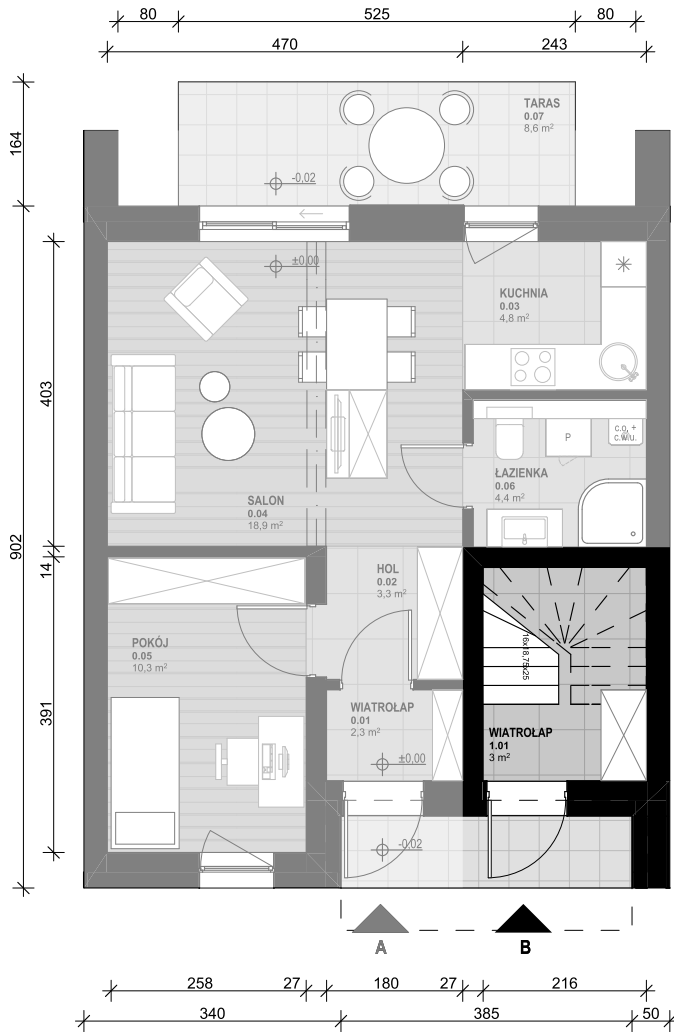 80
525
80
470
243
164
TARAS
0.07
8,6 m²
-0,02
±0,00
KUCHNIA
0.03
4,8 m²
403
c.o. +
c.w.u.
P
ŁAZIENKA
0.06
4,4 m²
SALON
0.04
18,9 m²
902
14
HOL
0.02
3,3 m²
POKÓJ
0.05
10,3 m²
16x18,75x25
391
WIATROŁAP
0.01
2,3 m²
WIATROŁAP
1.01
3 m²
±0,00
-0,02
A
B
258
27
180
27
216
340
385
50